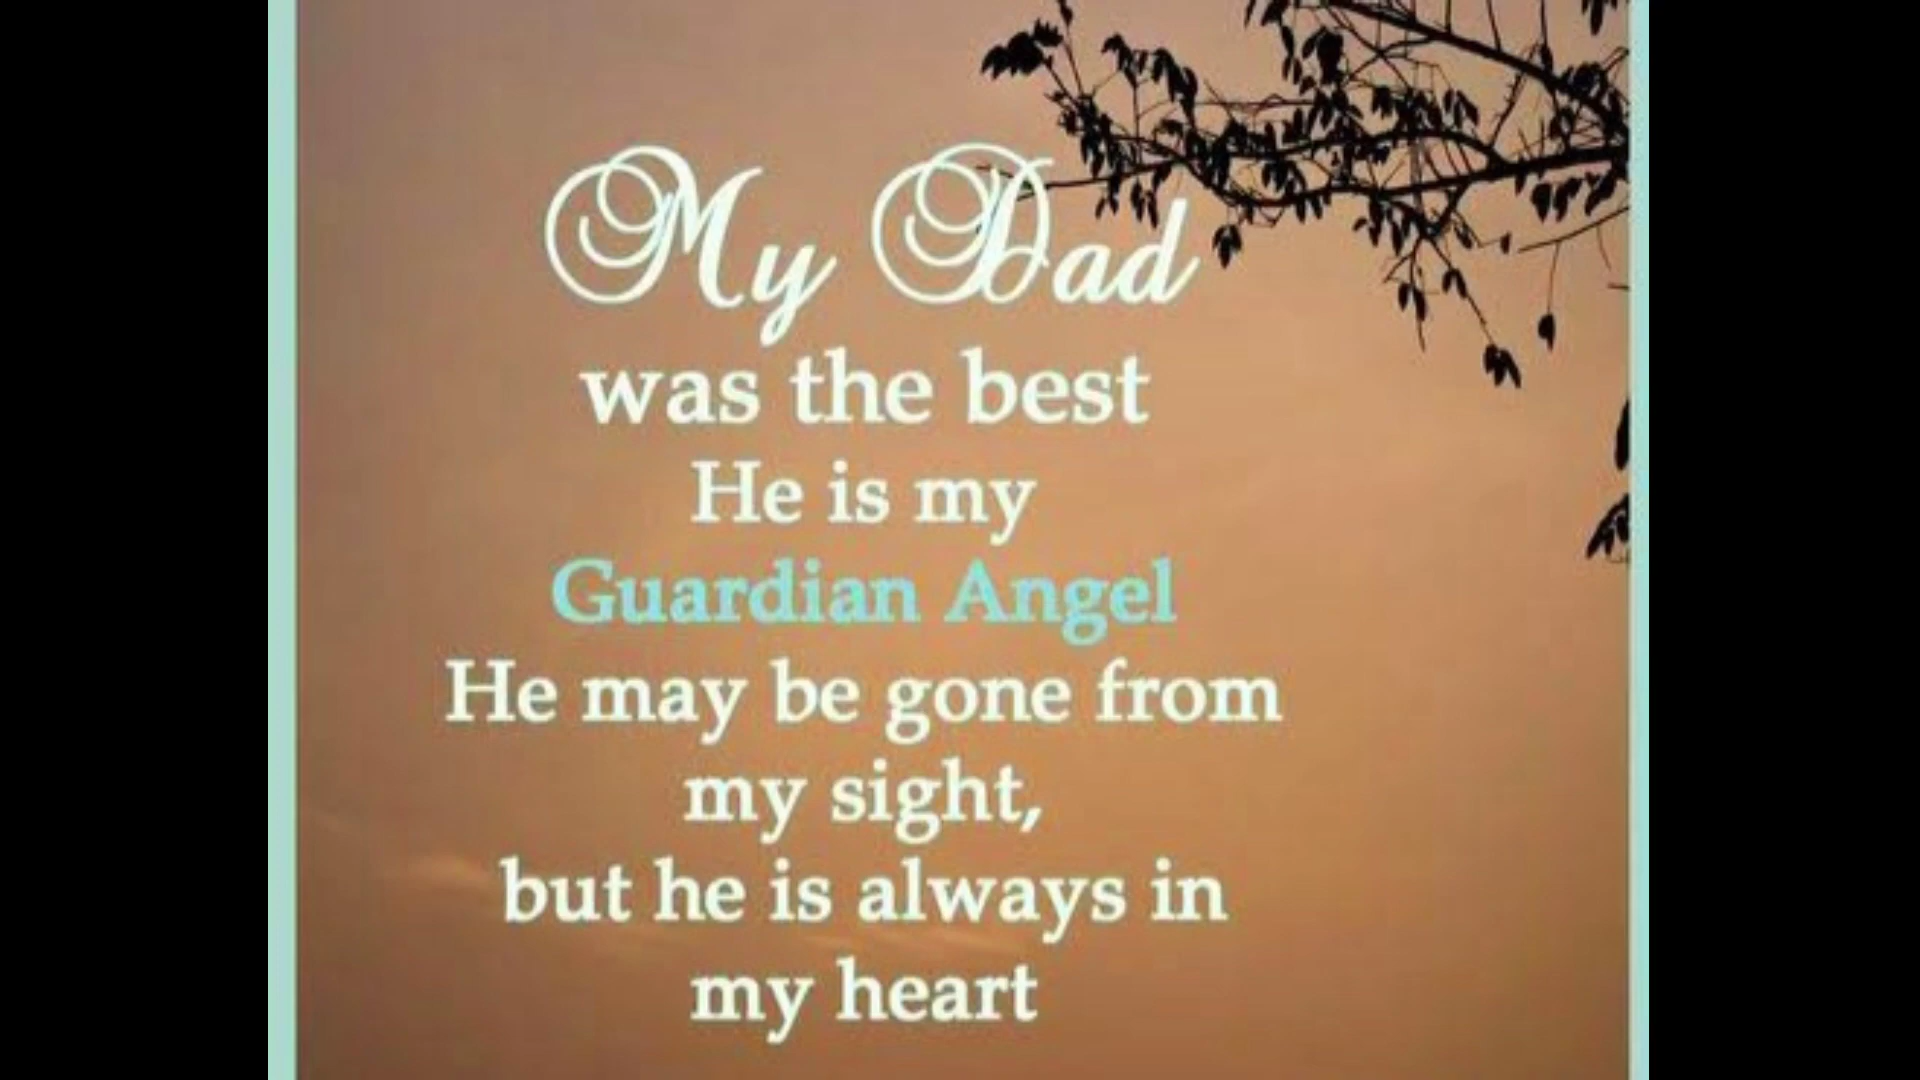 My Dad
was the best
He is my
Guardian Angel
He may be gone from
my sight,
but he is always in
my heart